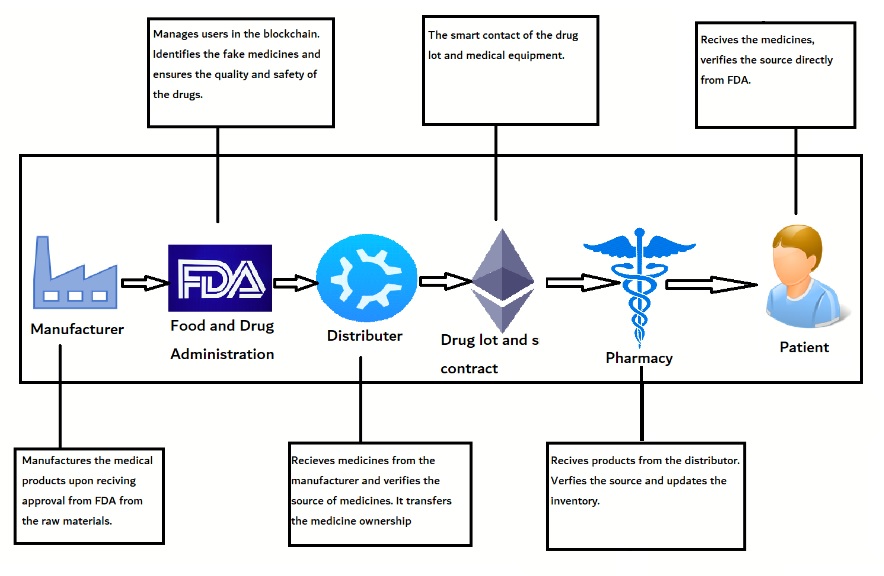 Manages users in the blockchain.
Identifies the fake medicines and
ensures the quality and safety of
the drugs.
The smart contact of the drug
lot and medical equipment.
Recives the medicines,
verifies the source directly
from FDA.
FDA
Manufacturer
Food and Drug
Administration
Distributer
Drug lot and s
contract
Pharmacy
Patient
Manufactures the medical
products upon reciving
approval from FDA from
the raw materials.
Recieves medicines from the
manufacturer and verifies the
source of medicines. It transfers
the medicine ownership
Recives products from the distributor.
Verfies the source and updates the
inventory.